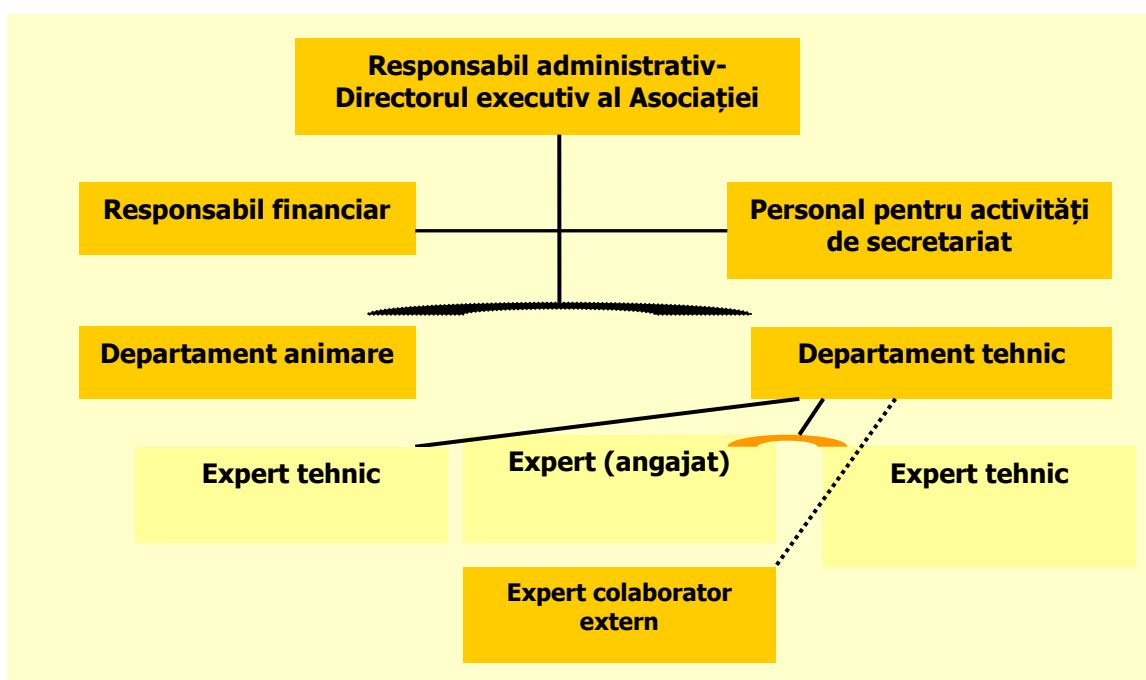 Responsabil administrativ-
Directorul executiv al Asociației
Responsabil financiar
Personal pentru activități
de secretariat
Departament animare
Departament tehnic
Expert tehnic
Expert (angajat)
Expert tehnic
Expert colaborator
extern